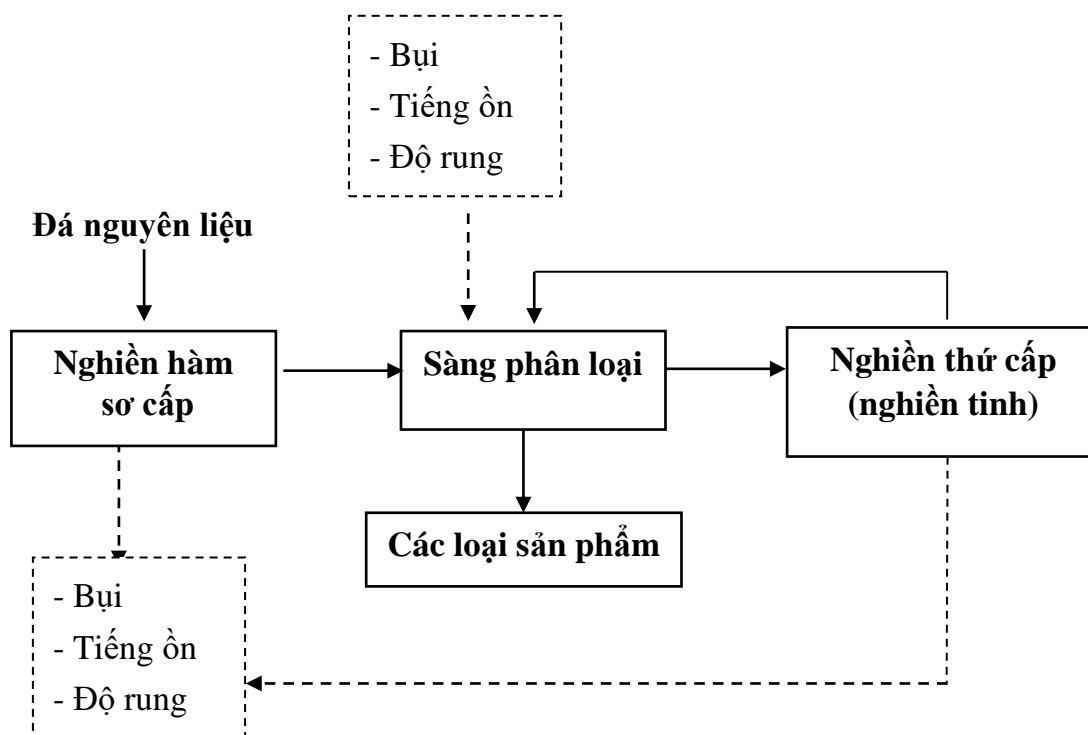 - Bụi
- Tiếng ồn
- Độ rung
Đá nguyên liệu
Nghiền hàm
sơ cấp
Sàng phân loại
Nghiền thứ cấp
(nghiền tinh)
Các loại sản phẩm
- Bụi
- Tiếng ồn
- Độ rung